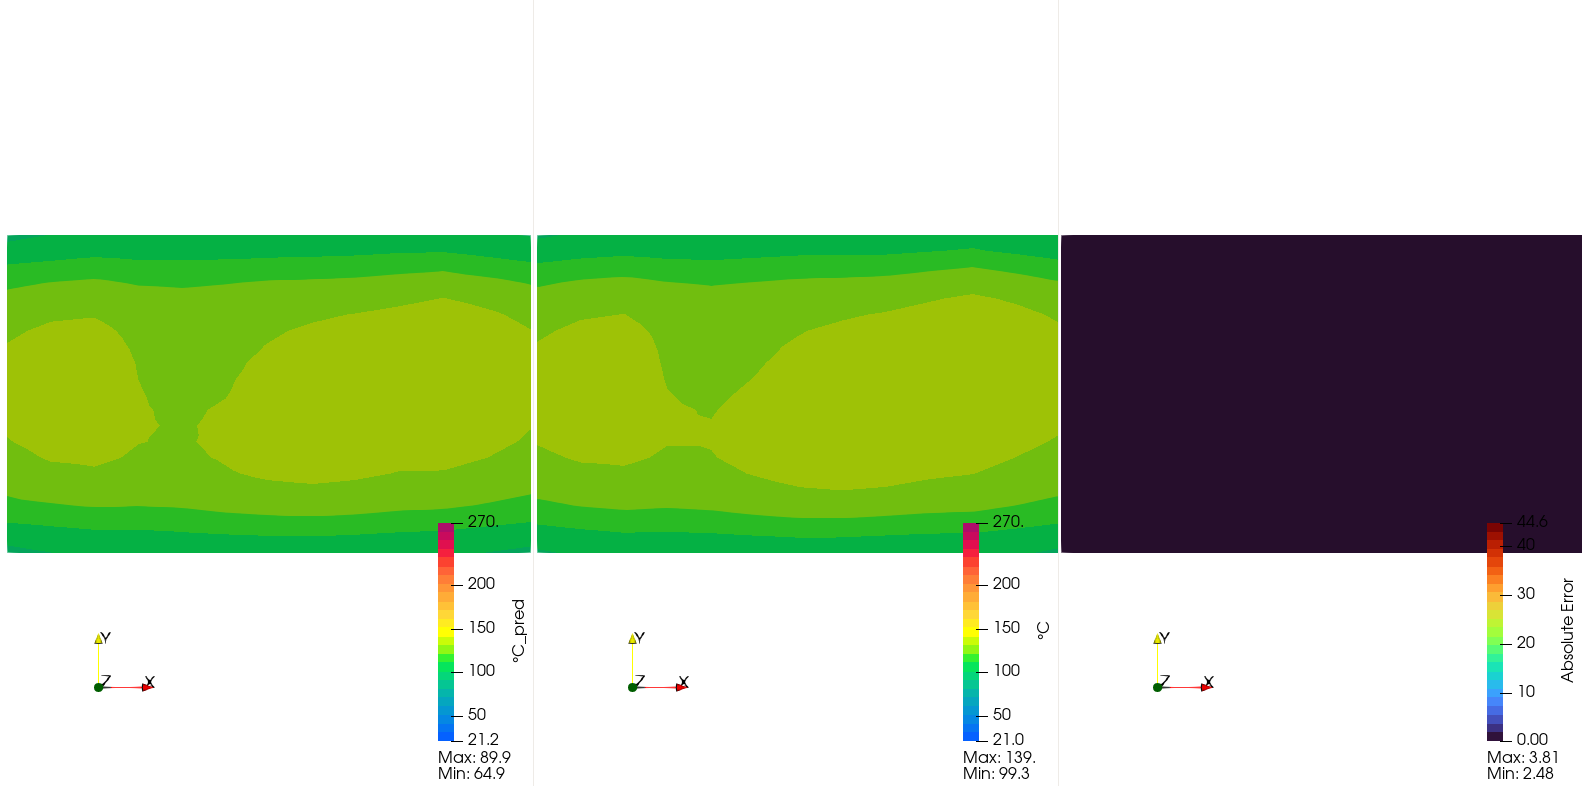 270.
200
150
100
50
21.2
°C_pred
Max: 89.9
Min: 64.9
Y
Z
X
270.
200
150
100
50
21.0
°C
Max: 139.
Min: 99.3
Y
Z
X
44.6
40
30
20
10
0.00
Absolute Error
Max: 3.81
Min: 2.48
Y
Z
X